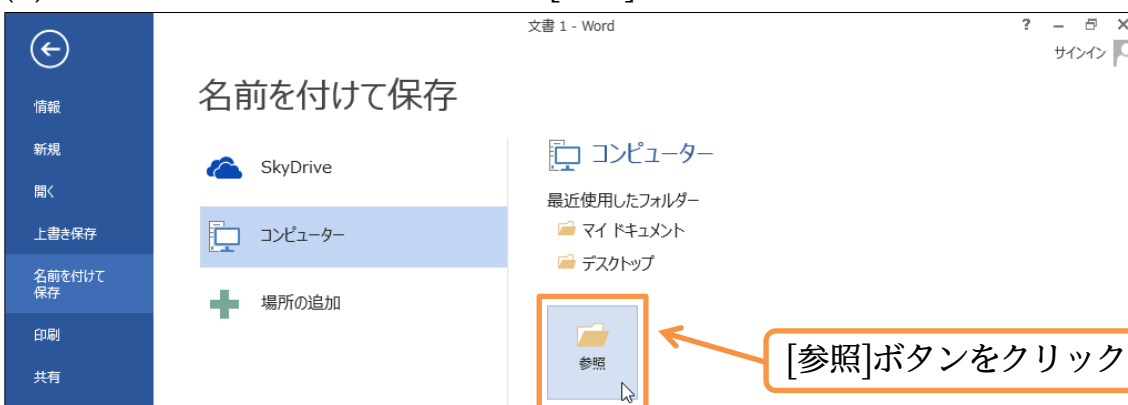 文書 1 - Word
?
サインイン
情報
新規
開く
上書き保存
名前を付けて
保存
印刷
共有
名前を付けて保存
SkyDrive
コンピューター
場所の追加
コンピューター
最近使用したフォルダー
マイ ドキュメント
デスクトップ
参照
[参照]ボタンをクリック